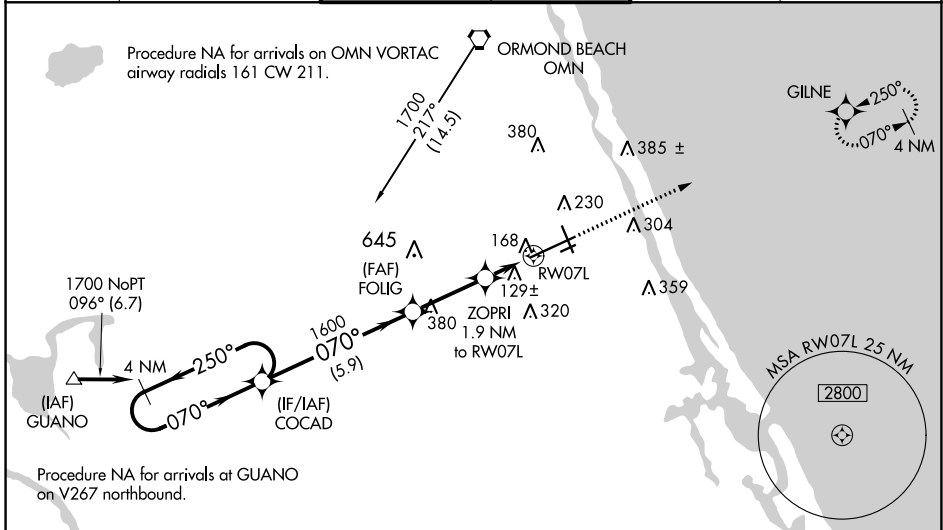 Procedure NA for arrivals on OMN VORTAC
airway radials 161 CW 211.
ORMOND BEACH
OMN
1700
217°
(14.5)
GILNE
250°
070°
4 NM
380
385 ±
230
304
645
168
(FAF)
FOLIG
RW07L
129±
359
380
ZOPRI
1.9 NM
to RW07L
320
1700 NoPT
096° (6.7)
1600
070°
(5.9)
4 NM
250°
070°
(IAF)
GUANO
(IF/IAF)
COCAD
MSA RW07L 25 NM
2800
Procedure NA for arrivals at GUANO
on V267 northbound.